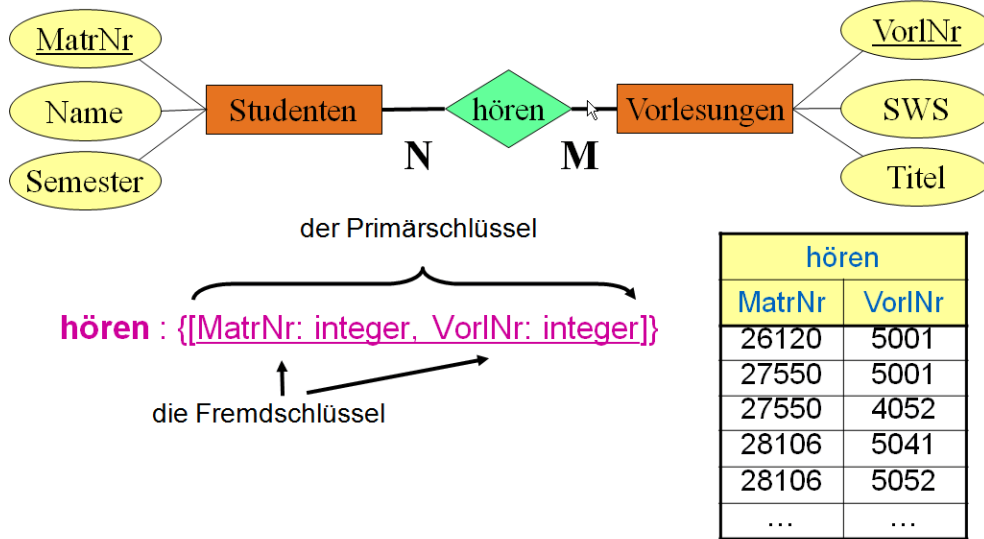 MatrNr
Name
Semester
Studenten
N
hören
M
Vorlesungen
VorlNr
SWS
Titel
der Primärschlüssel
hören : {[MatrNr: integer, VorlNr: integer]}
die Fremdschlüssel
hören
MatrNr VorlNr
26120 5001
27550 5001
27550 4052
28106 5041
28106 5052
... ...